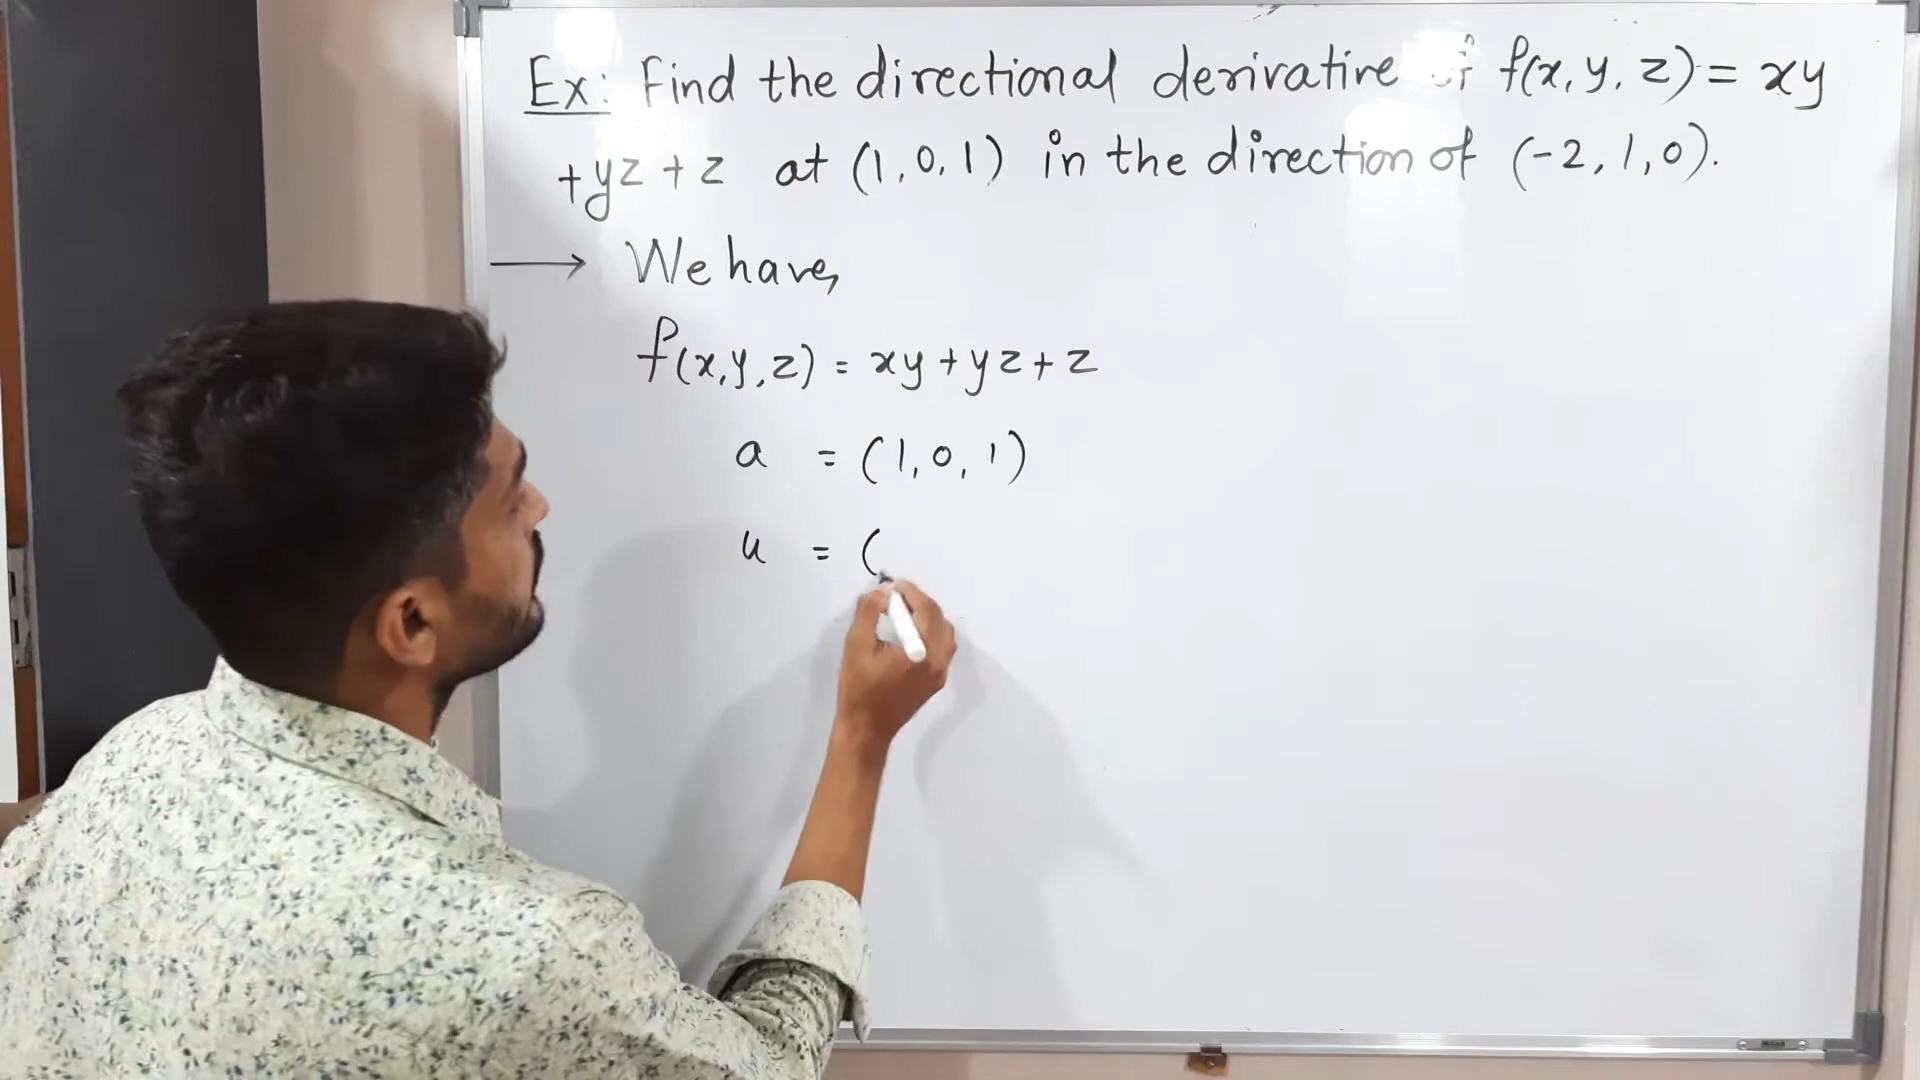 Ex: Find the directional derivative f(x, y, z) = xy
+ yz + z at (1, 0, 1) in the direction of (-2, 1, 0).
⟶ We have,
f(x, y, z) = xy + yz + z
a = (1, 0, 1)
u = (